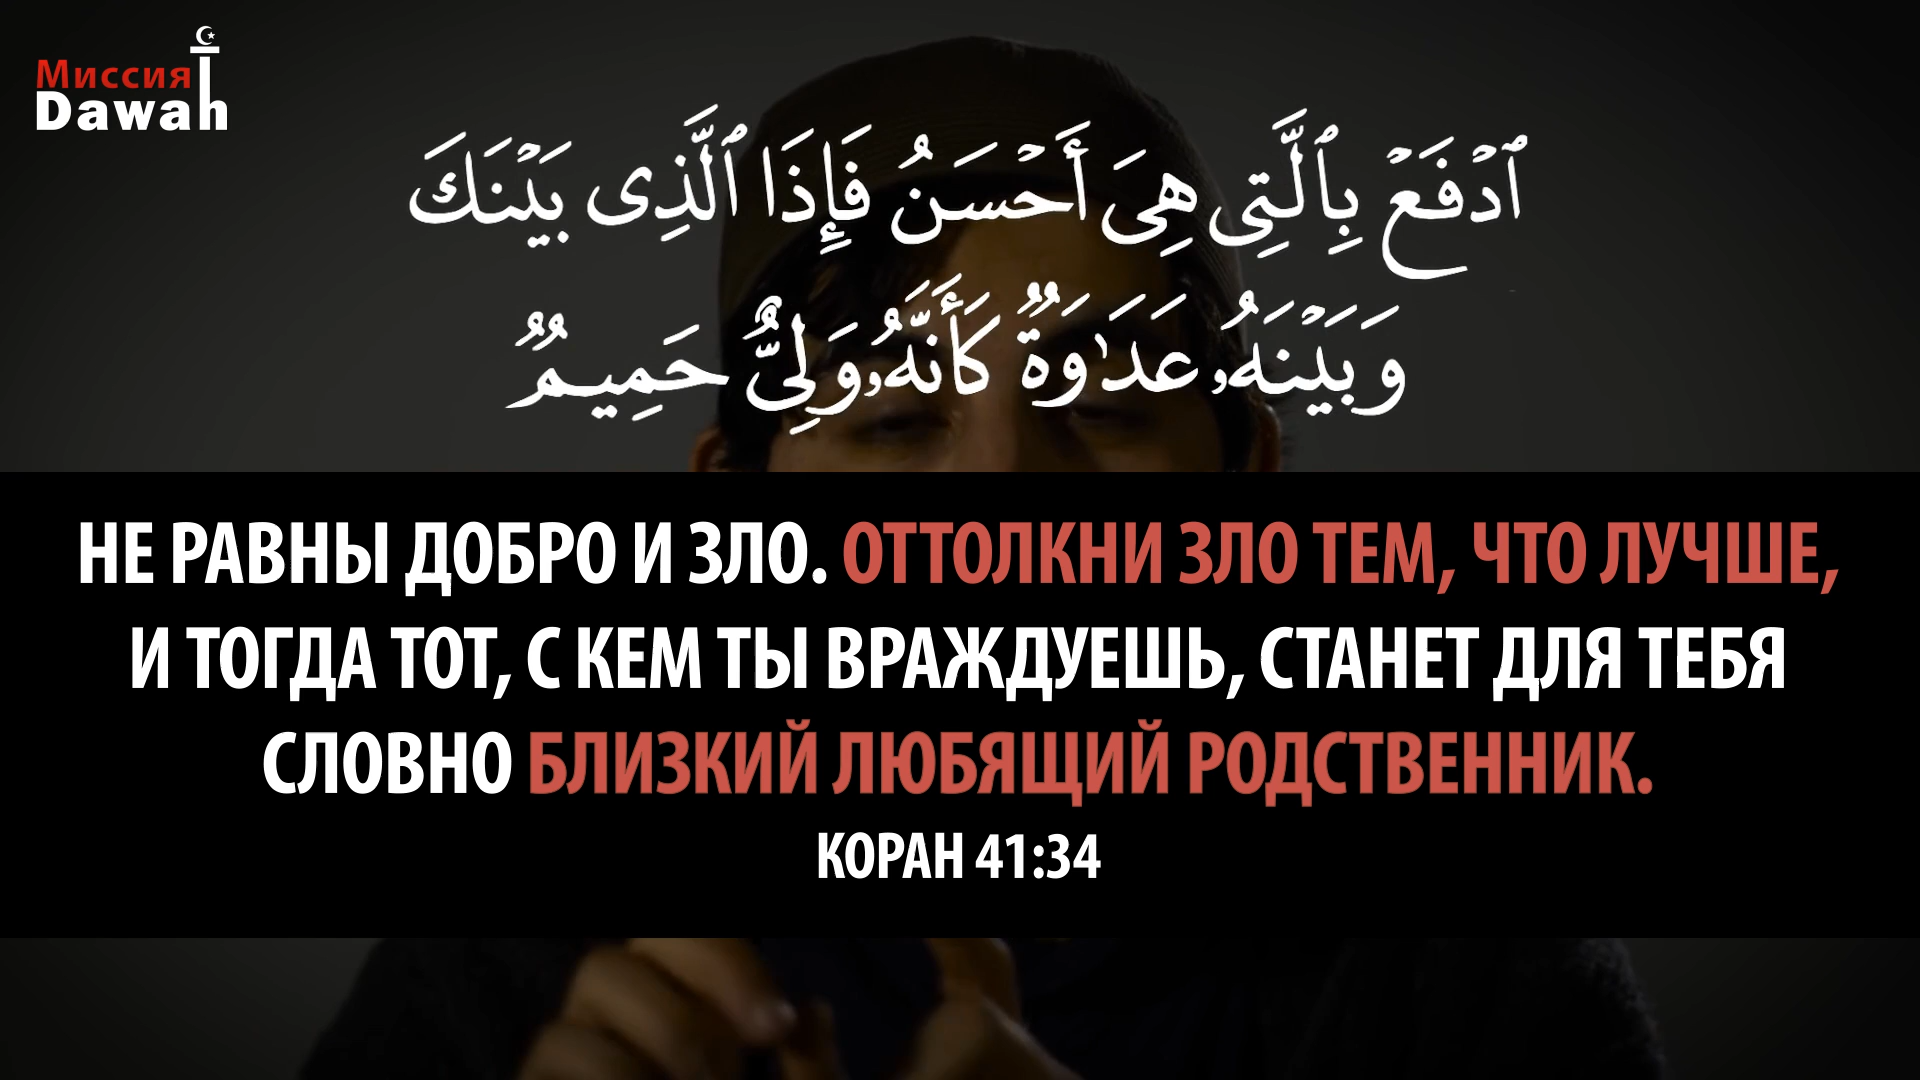 Миссия
Dawah
ٱدۡفَعۡ بِٱلَّتِى هِىَ أَحۡسَنُ فَإِذَا ٱلَّذِى بَيۡنَكَ
وَبَيۡنَهُۥ عَدَٰوَةٌ كَأَنَّهُۥ وَلِىٌّ حَمِيمٌ
НЕ РАВНЫ ДОБРО И ЗЛО. ОТТОЛКНИ ЗЛО ТЕМ, ЧТО ЛУЧШЕ,
И ТОГДА ТОТ, С КЕМ ТЫ ВРАЖДУЕШЬ, СТАНЕТ ДЛЯ ТЕБЯ
СЛОВНО БЛИЗКИЙ ЛЮБЯЩИЙ РОДСТВЕННИК.
КОРАН 41:34